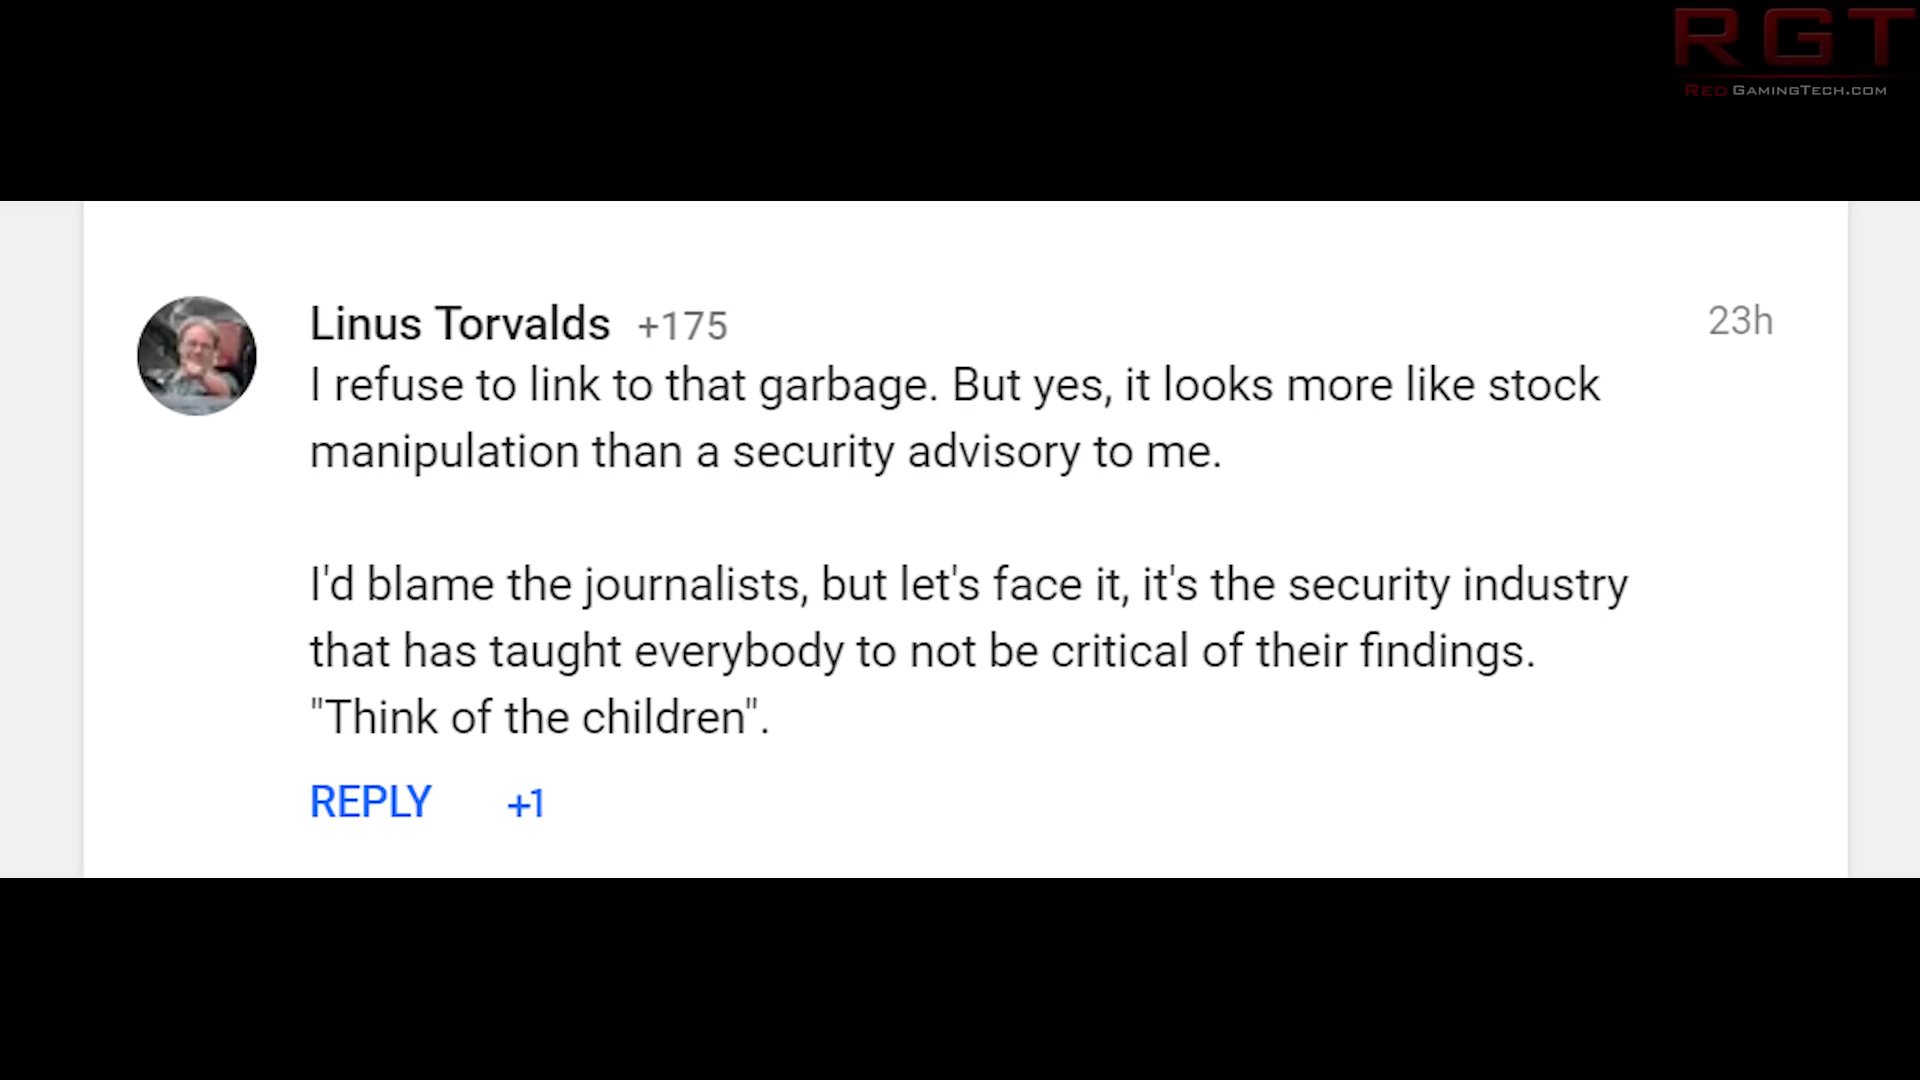 RGT
RED GAMINGTECH.COM
Linus Torvalds +175 23h
I refuse to link to that garbage. But yes, it looks more like stock
manipulation than a security advisory to me.
I'd blame the journalists, but let's face it, it's the security industry
that has taught everybody to not be critical of their findings.
"Think of the children".
REPLY +1